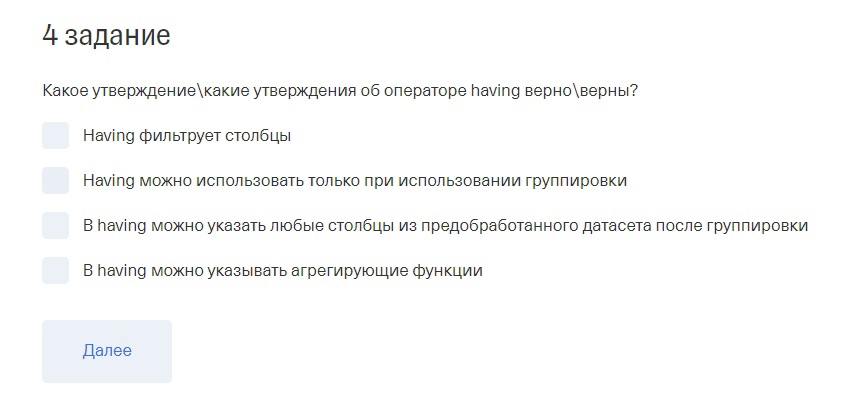 4 задание
Какое утверждение\какие утверждения об операторе having верно\верны?
Having фильтрует столбцы
Having можно использовать только при использовании группировки
В having можно указать любые столбцы из предобработанного датасета после группировки
В having можно указывать агрегирующие функции
Далее